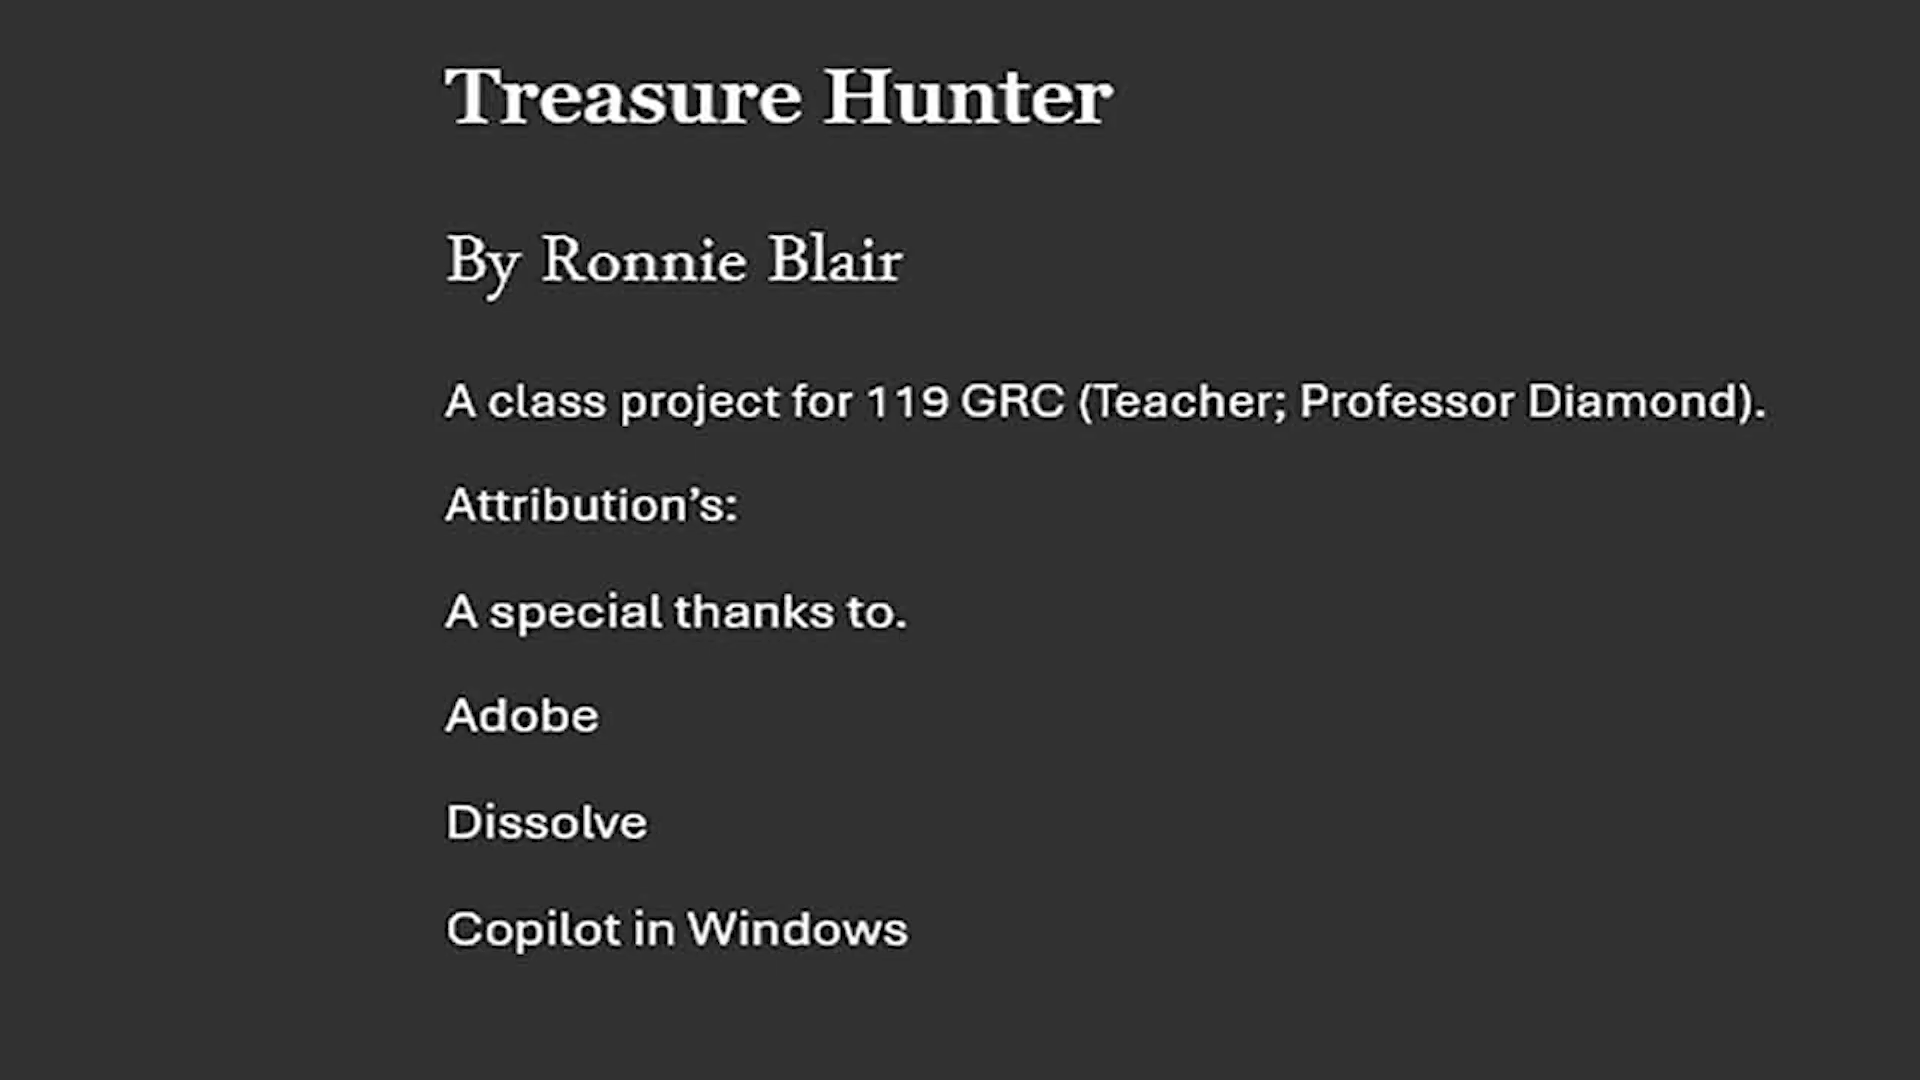 Treasure Hunter
By Ronnie Blair
A class project for 119 GRC (Teacher; Professor Diamond).
Attribution’s:
A special thanks to.
Adobe
Dissolve
Copilot in Windows